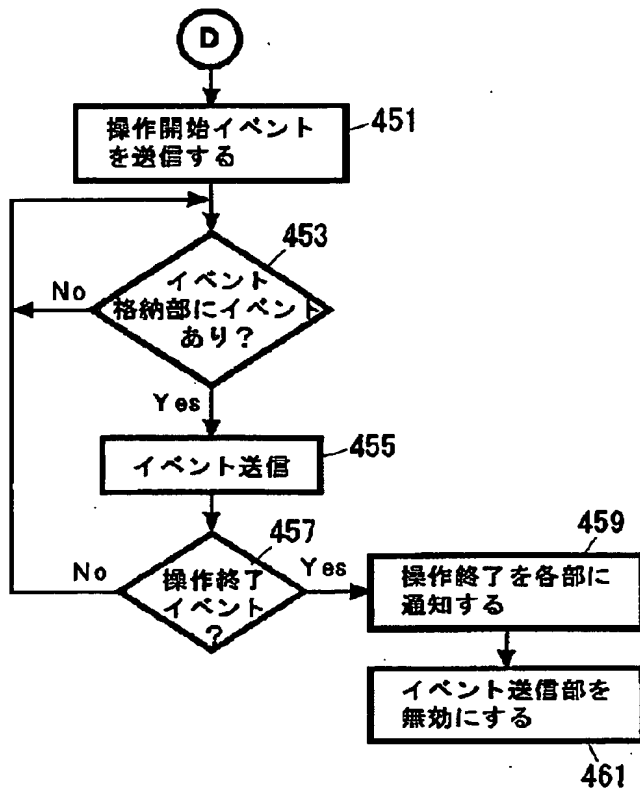 D
操作開始イベント
を送信する
451
453
イベント
格納部にイベント
あり?
No
Yes
イベント送信
455
457
操作終了
イベント
?
No
Yes
459
操作終了を各部に
通知する
イベント送信部を
無効にする
461